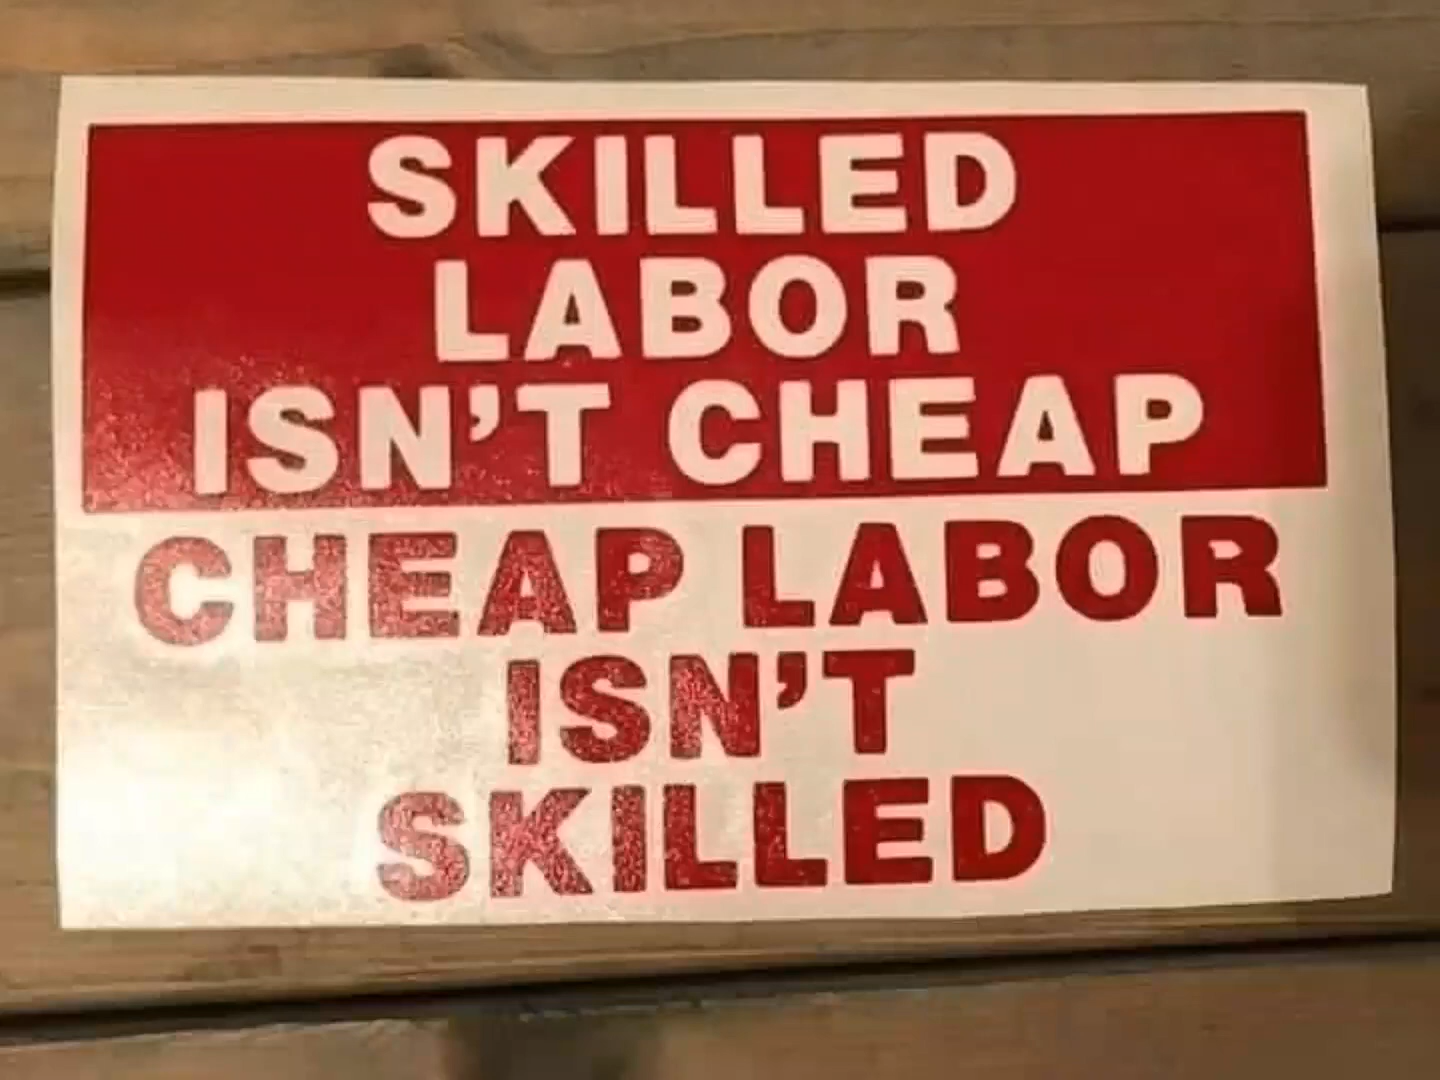 SKILLED
LABOR
ISN'T CHEAP
CHEAP LABOR
ISN'T
SKILLED